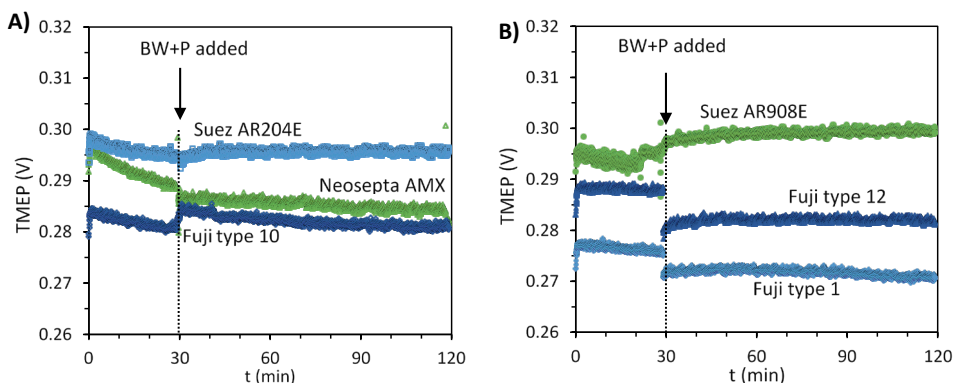 A)
BW+P added
Suez AR204E
Neosepta AMX
Fuji type 10
TMEP (V)
0.32
0.31
0.30
0.29
0.28
0.27
0.26
0
30
60
90
120
t (min)
B)
BW+P added
Suez AR908E
Fuji type 12
Fuji type 1
TMEP (V)
0.32
0.31
0.30
0.29
0.28
0.27
0.26
0
30
60
90
120
t (min)